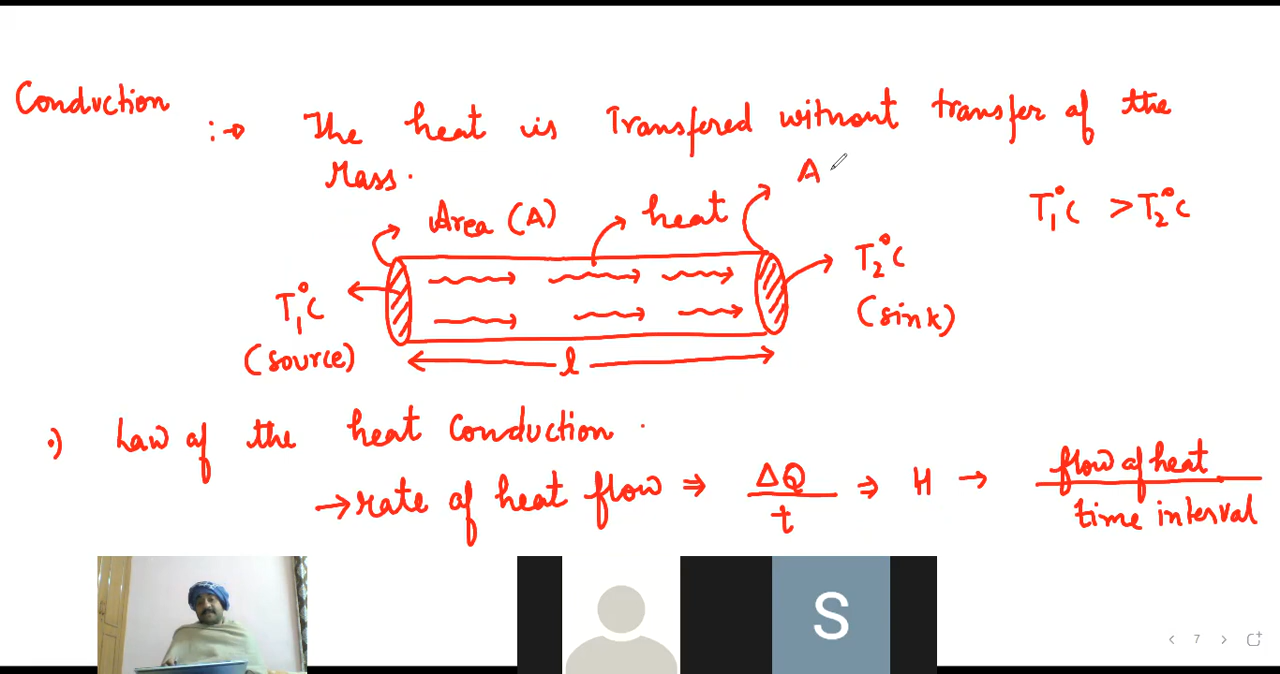 Conduction
:→ The heat is Transfered without transfer of the
Mass.
A
Area (A)
heat
T₁°C > T₂°C
T₂°C
(sink)
T₁°C
(source)
l
•) Law of the heat Conduction.
→ rate of heat flow ⇒ ΔQ/t ⇒ H → flow of heat/time interval
S
< 7 >